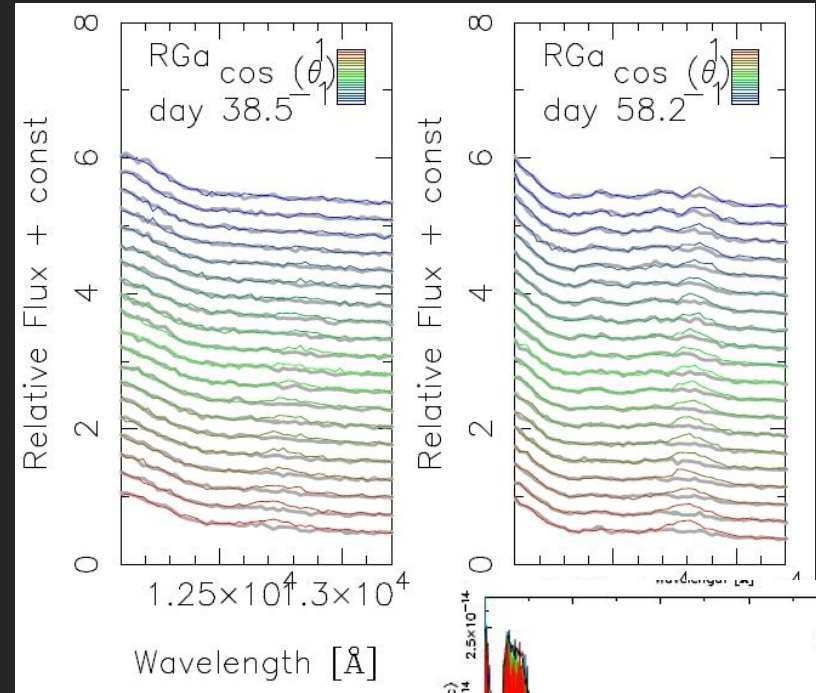 8
RGa
cos (θ)
1
-1
day 38.5
6
4
2
0
Relative Flux + const
1.25×10⁴
1.3×10⁴
Wavelength [Å]
8
RGa
cos (θ)
1
-1
day 58.2
6
4
2
0
Relative Flux + const
4
4
2.5×10⁻¹⁴